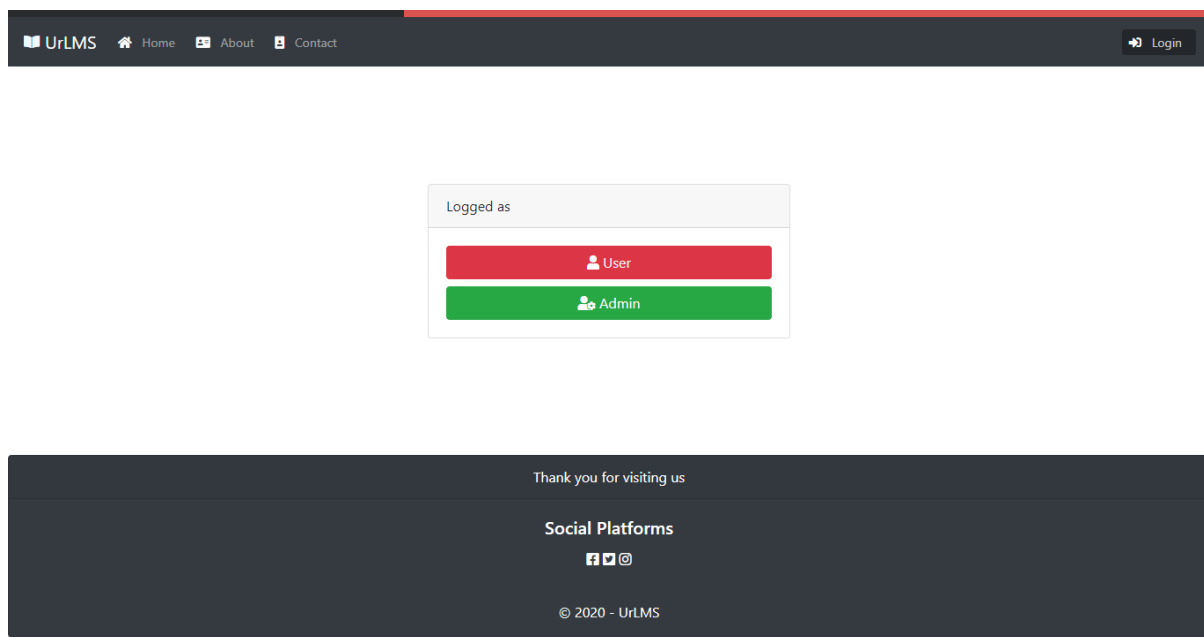 UrLMS Home About Contact Login
Logged as
User
Admin
Thank you for visiting us
Social Platforms
© 2020 - UrLMS